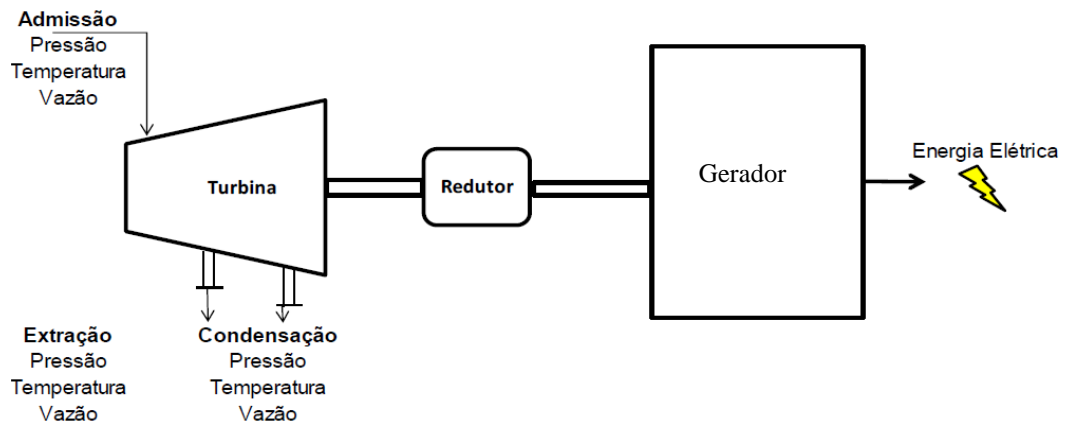 Admissão
Pressão
Temperatura
Vazão
Turbina
Redutor
Gerador
Energia Elétrica
Extração
Pressão
Temperatura
Vazão
Condensação
Pressão
Temperatura
Vazão